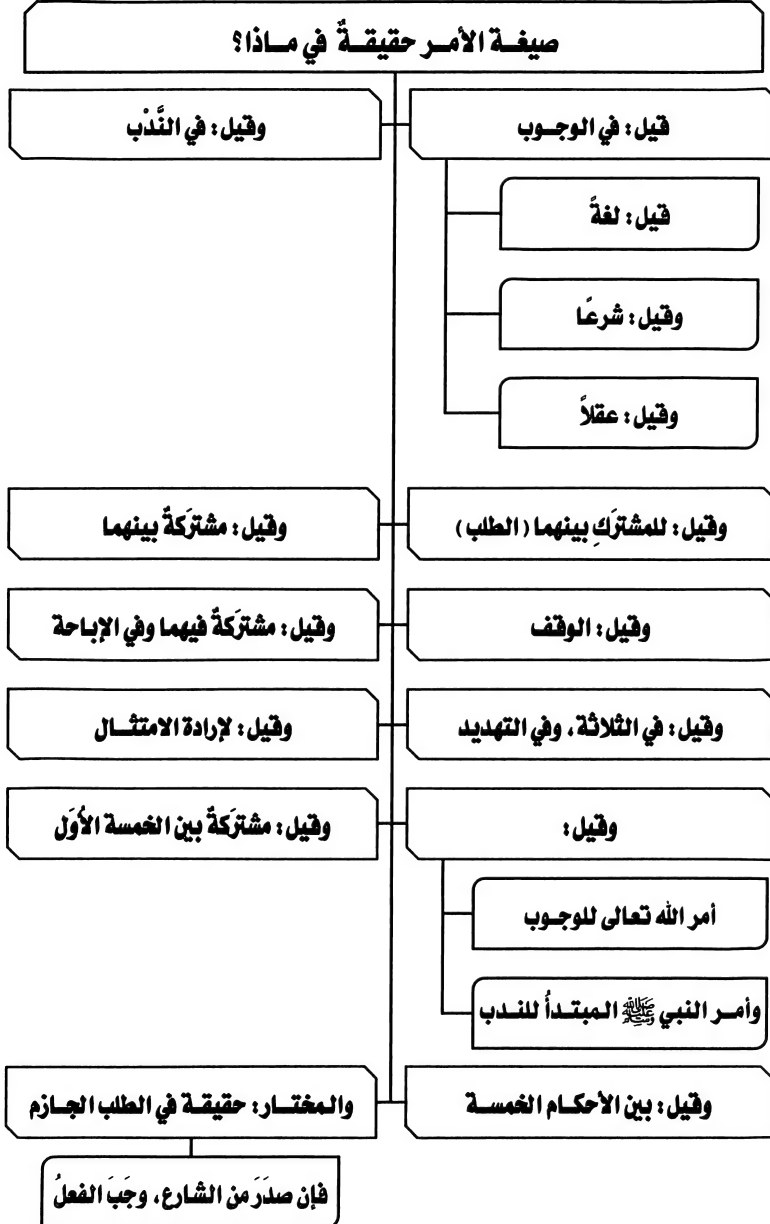 صيغة الأمر حقيقةٌ في ماذا؟
قيل: في الوجوب
قيل: لغةً
وقيل: شرعًا
وقيل: عقلاً
وقيل: في النَّدْب
وقيل: للمشترَكِ بينهما (الطلب)
وقيل: مشترَكةٌ بينهما
وقيل: الوقف
وقيل: مشترَكةٌ فيهما وفي الإباحة
وقيل: في الثلاثة، وفي التهديد
وقيل: لإرادة الامتثال
وقيل:
أمر الله تعالى للوجوب
وأمر النبي ﷺ المبتدأُ للندب
وقيل: مشترَكةٌ بين الخمسة الأُوَل
وقيل: بين الأحكام الخمسة
والمختار: حقيقة في الطلب الجازم
فإن صدَرَ من الشارع، وجَبَ الفعلُ